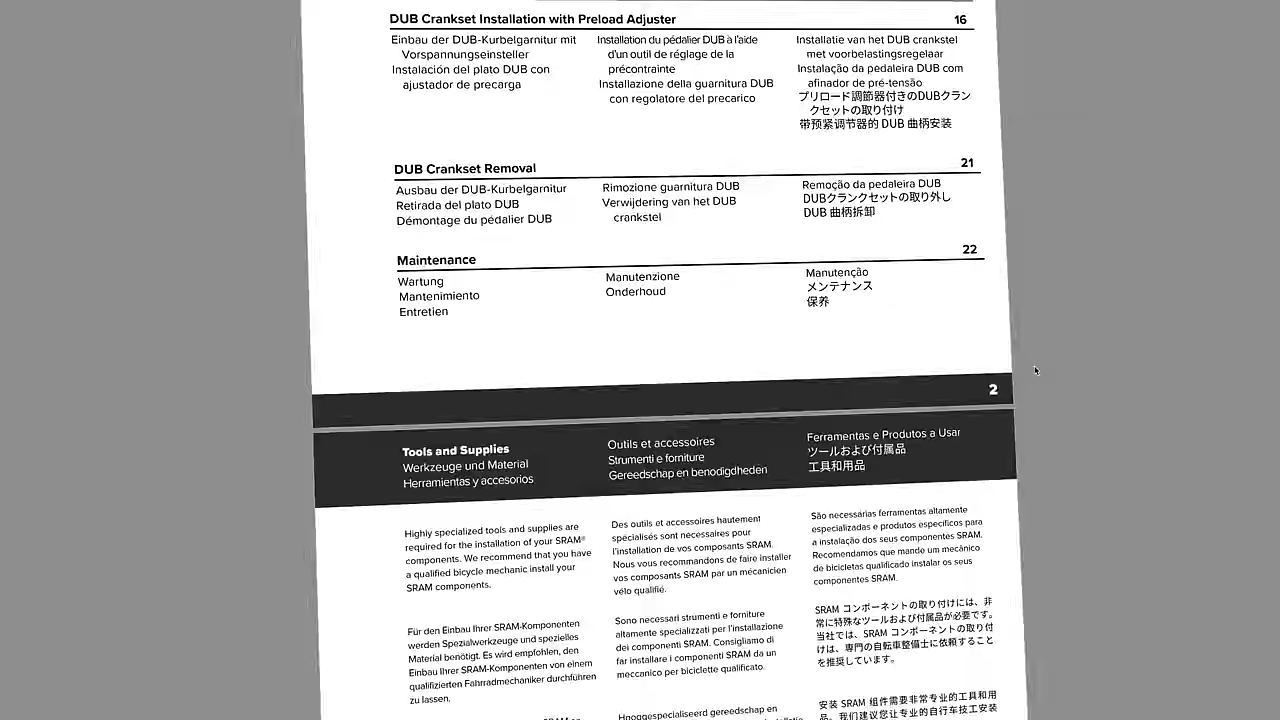 DUB Crankset Installation with Preload Adjuster 16
Einbau der DUB-Kurbelgarnitur mit
Vorspannungseinsteller
Instalación del plato DUB con
ajustador de precarga
Installation du pédalier DUB à l'aide
d'un outil de réglage de la
précontrainte
Installazione della guarnitura DUB
con regolatore del precarico
Installatie van het DUB crankstel
met voorbelastingsregelaar
Instalação da pedaleira DUB com
afinador de pré-tensão
プリロード調節器付きのDUBクラン
クセットの取り付け
带预紧调节器的 DUB 曲柄安装
DUB Crankset Removal 21
Ausbau der DUB-Kurbelgarnitur
Retirada del plato DUB
Démontage du pédalier DUB
Rimozione guarnitura DUB
Verwijdering van het DUB
crankstel
Remoção da pedaleira DUB
DUBクランクセットの取り外し
DUB 曲柄拆卸
Maintenance 22
Wartung
Mantenimiento
Entretien
Manutenzione
Onderhoud
Manutenção
メンテナンス
保养
2
Tools and Supplies
Werkzeuge und Material
Herramientas y accesorios
Outils et accessoires
Strumenti e forniture
Gereedschap en benodigdheden
Ferramentas e Produtos a Usar
ツールおよび付属品
工具和用品
Highly specialized tools and supplies are
required for the installation of your SRAM®
components. We recommend that you have
a qualified bicycle mechanic install your
SRAM components.
Für den Einbau Ihrer SRAM-Komponenten
werden Spezialwerkzeuge und spezielles
Material benötigt. Es wird empfohlen, den
Einbau Ihrer SRAM-Komponenten von einem
qualifizierten Fahrradmechaniker durchführen
zu lassen.
Des outils et accessoires hautement
spécialisés sont nécessaires pour
l'installation de vos composants SRAM.
Nous vous recommandons de faire installer
vos composants SRAM par un mécanicien
vélo qualifié.
Sono necessari strumenti e forniture
altamente specializzati per l'installazione
dei componenti SRAM. Consigliamo di
far installare i componenti SRAM da un
meccanico per biciclette qualificato.
Hooggespecialiseerd gereedschap en
São necessárias ferramentas altamente
especializadas e produtos específicos para
a instalação dos seus componentes SRAM.
Recomendamos que mande um mecânico
de bicicletas qualificado instalar os seus
componentes SRAM.
SRAM コンポーネントの取り付けには、非
常に特殊なツールおよび付属品が必要です。
当社では、SRAM コンポーネントの取り付
けは、専門の自転車整備士に依頼すること
を推奨しています。
安装 SRAM 组件需要非常专业的工具和用
品。我们建议您让专业的自行车技工安装